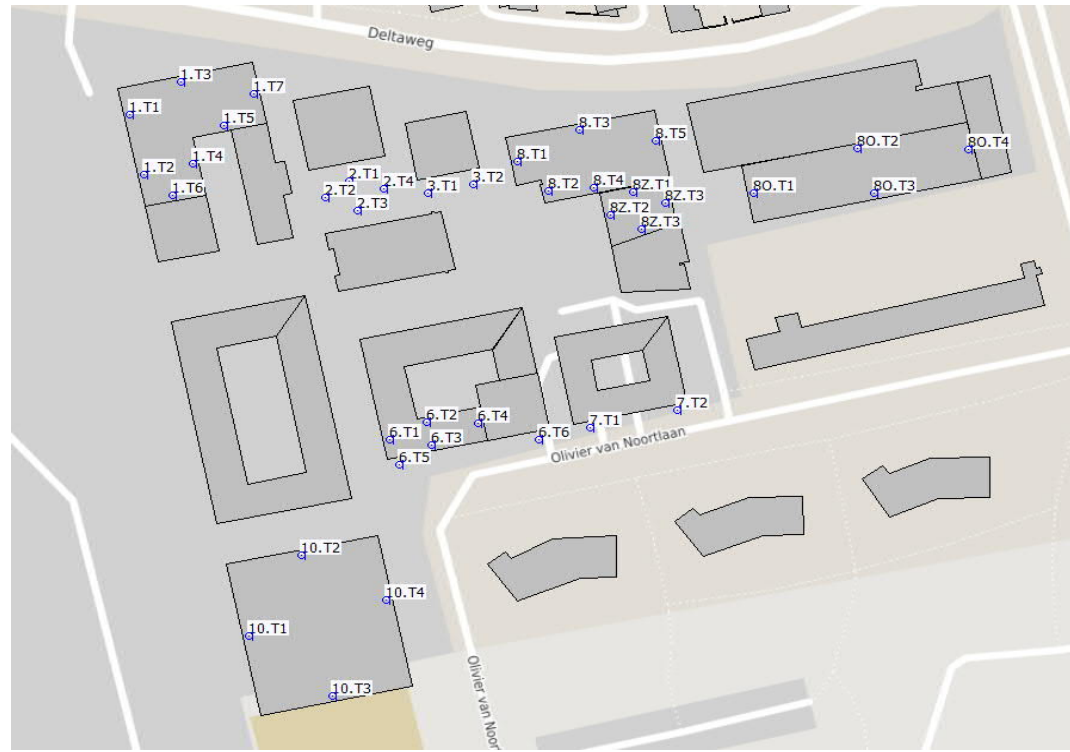 Deltaweg
1.T3
1.T7
1.T1
1.T5
8.T3
8.T5
1.T4
8.T1
8O.T2
8O.T4
1.T2
2.T1
1.T6
2.T2
2.T4
3.T1
3.T2
8.T2
8.T4
8Z.T1
8O.T1
8O.T3
2.T3
8Z.T2
8Z.T3
8Z.T3
6.T2
6.T4
7.T2
6.T1
6.T3
6.T6
7.T1
6.T5
Olivier van Noortlaan
10.T2
10.T4
10.T1
10.T3
Olivier van Noortlaan